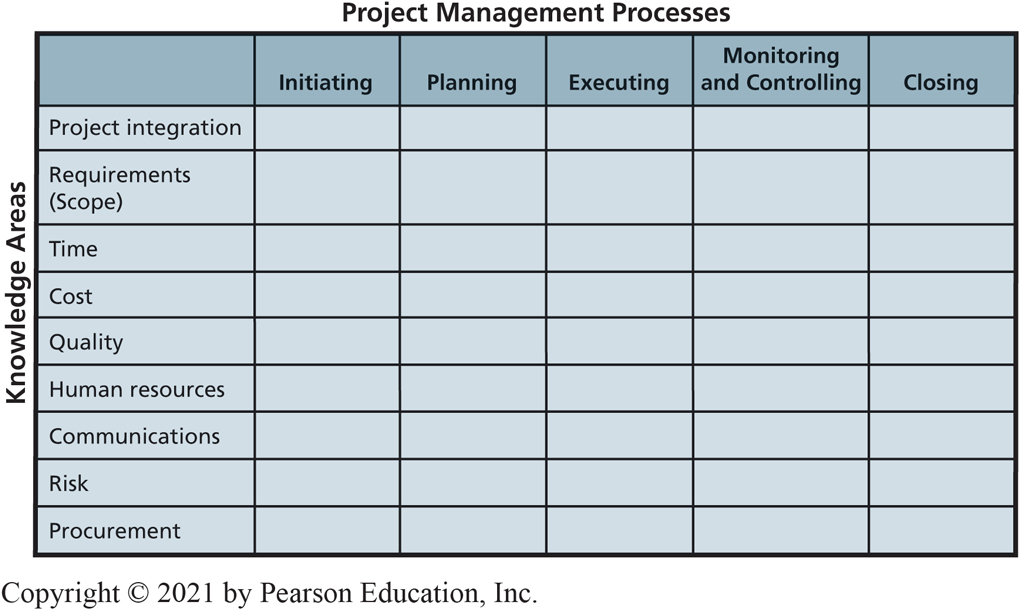 Project Management Processes
Initiating
Planning
Executing
Monitoring
and Controlling
Closing
Knowledge Areas
Project integration
Requirements
(Scope)
Time
Cost
Quality
Human resources
Communications
Risk
Procurement
Copyright © 2021 by Pearson Education, Inc.